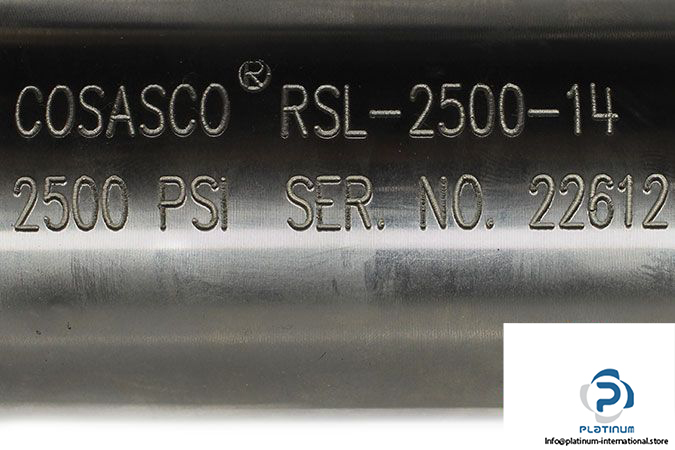 COSASCO® RSL-2500-14
2500 PSi SER. NO. 22612
PLATINUM
Info@platinum-international.store